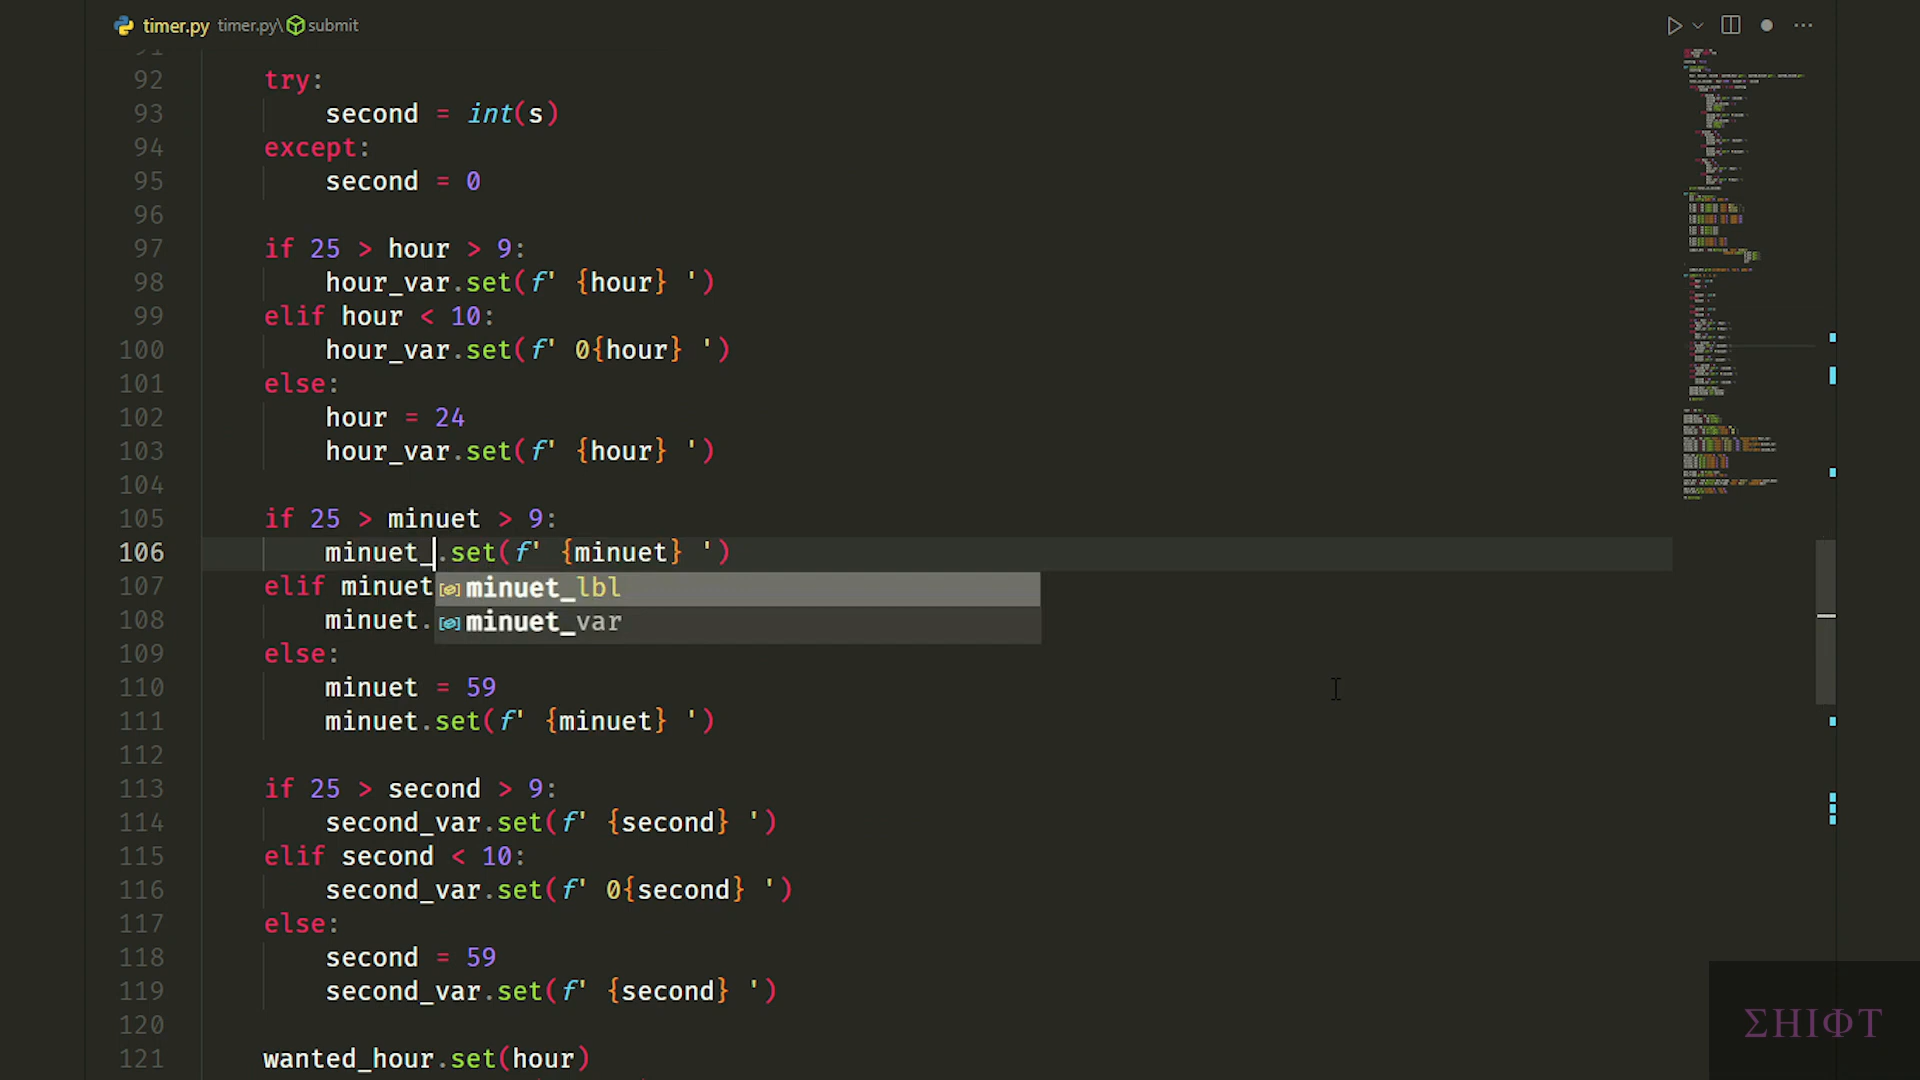 timer.py timer.py\ submit
91
92 try:
93 second = int(s)
94 except:
95 second = 0
96
97 if 25 > hour > 9:
98 hour_var.set(f' {hour} ')
99 elif hour < 10:
100 hour_var.set(f' 0{hour} ')
101 else:
102 hour = 24
103 hour_var.set(f' {hour} ')
104
105 if 25 > minuet > 9:
106 minuet_.set(f' {minuet} ')
107 elif minuet
minuet_lbl
108 minuet.
minuet_var
109 else:
110 minuet = 59
111 minuet.set(f' {minuet} ')
112
113 if 25 > second > 9:
114 second_var.set(f' {second} ')
115 elif second < 10:
116 second_var.set(f' 0{second} ')
117 else:
118 second = 59
119 second_var.set(f' {second} ')
120
121 wanted_hour.set(hour)
ΣHIΦT